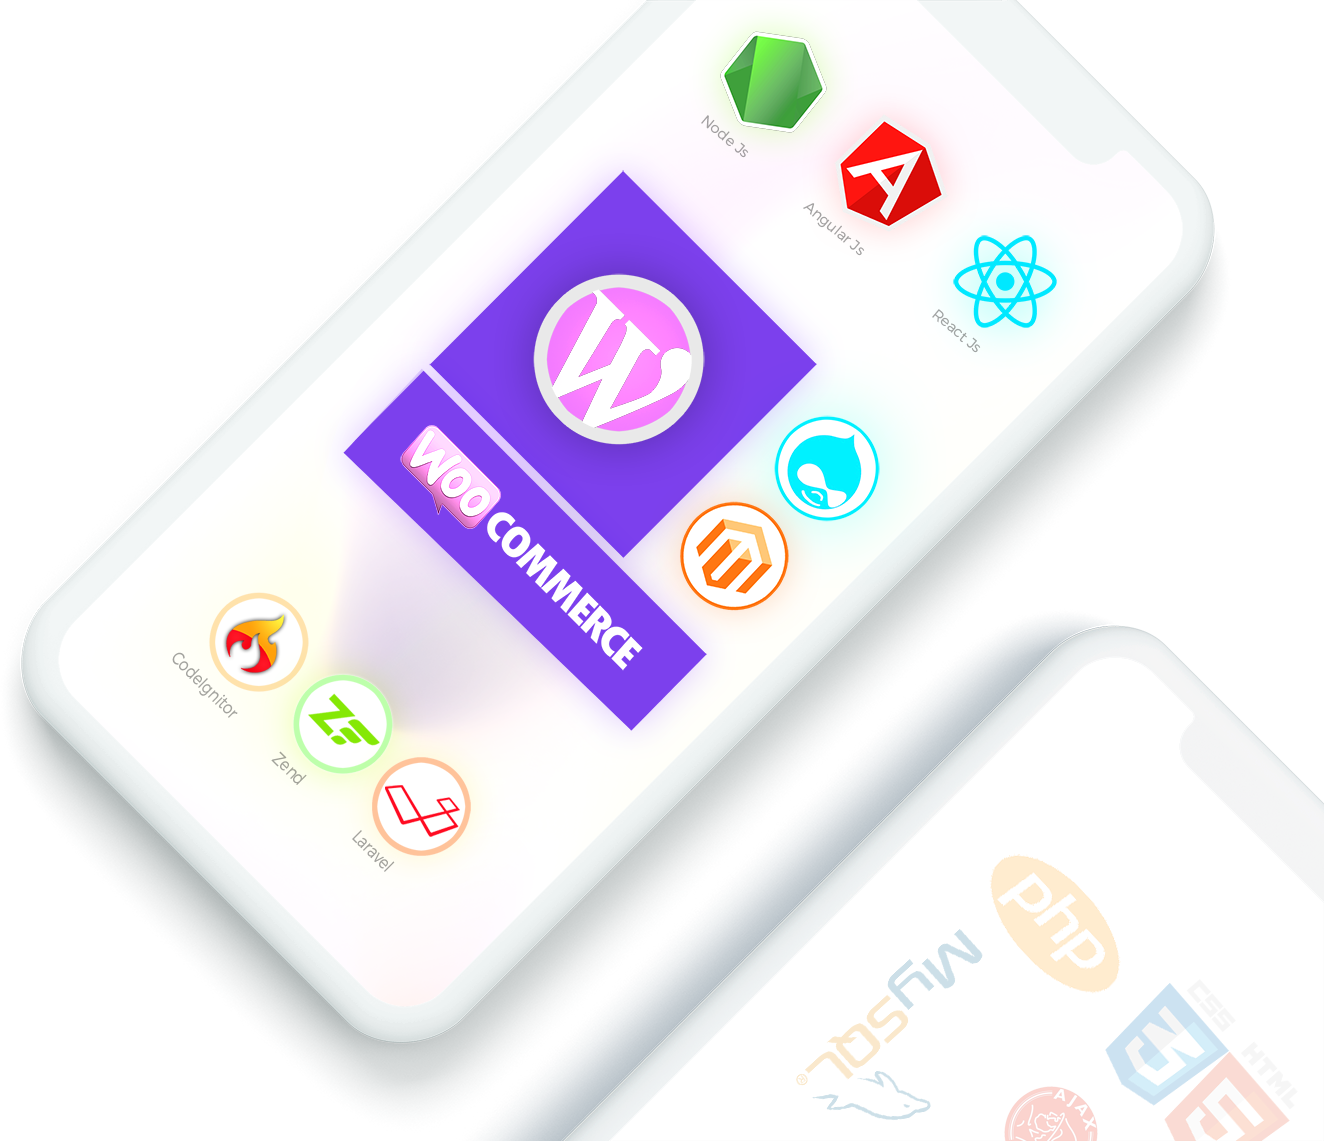 Node Js
Angular Js
React Js
W
WOO COMMERCE
CodeIgnitor
Zend
Laravel
php
MySQL
CSS
HTML
AJAX